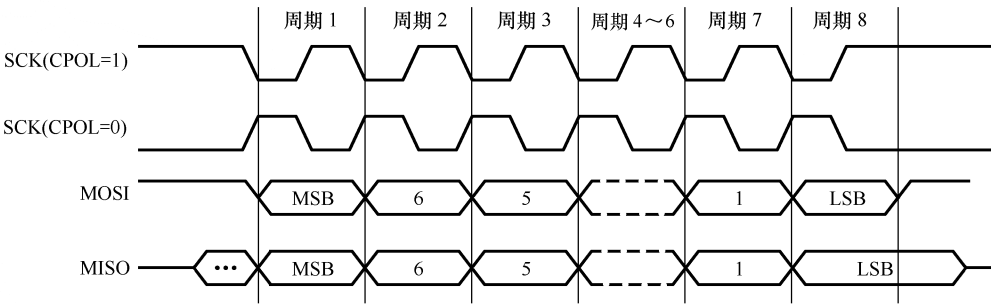 周期 1 周期 2 周期 3 周期 4～6 周期 7 周期 8
SCK(CPOL=1)
SCK(CPOL=0)
MOSI MSB 6 5 1 LSB
MISO ••• MSB 6 5 1 LSB